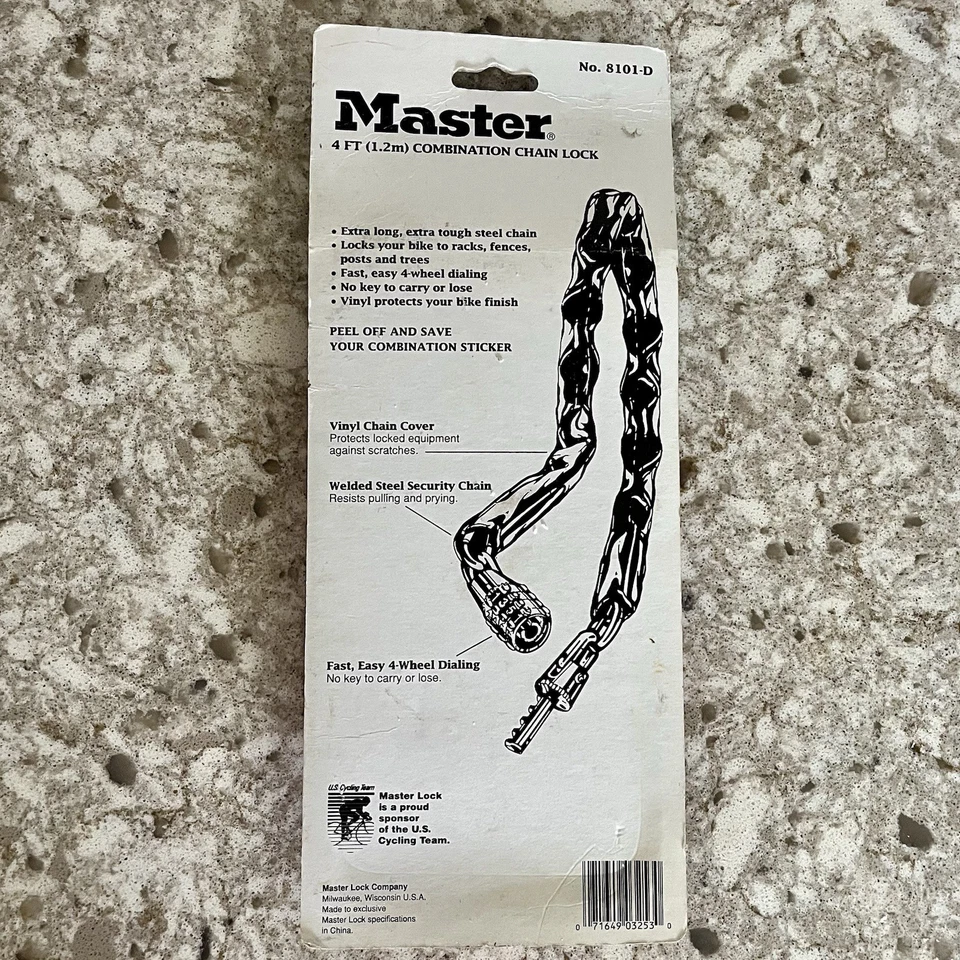 No. 8101-D
Master®
4 FT (1.2m) COMBINATION CHAIN LOCK
• Extra long, extra tough steel chain
• Locks your bike to racks, fences,
posts and trees
• Fast, easy 4-wheel dialing
• No key to carry or lose
• Vinyl protects your bike finish
PEEL OFF AND SAVE
YOUR COMBINATION STICKER
Vinyl Chain Cover
Protects locked equipment
against scratches.
Welded Steel Security Chain
Resists pulling and prying.
Fast, Easy 4-Wheel Dialing
No key to carry or lose.
U.S. Cycling Team
Master Lock
is a proud
sponsor
of the U.S.
Cycling Team.
Master Lock Company
Milwaukee, Wisconsin U.S.A.
Made to exclusive
Master Lock specifications
in China.
0 71649 03253 0